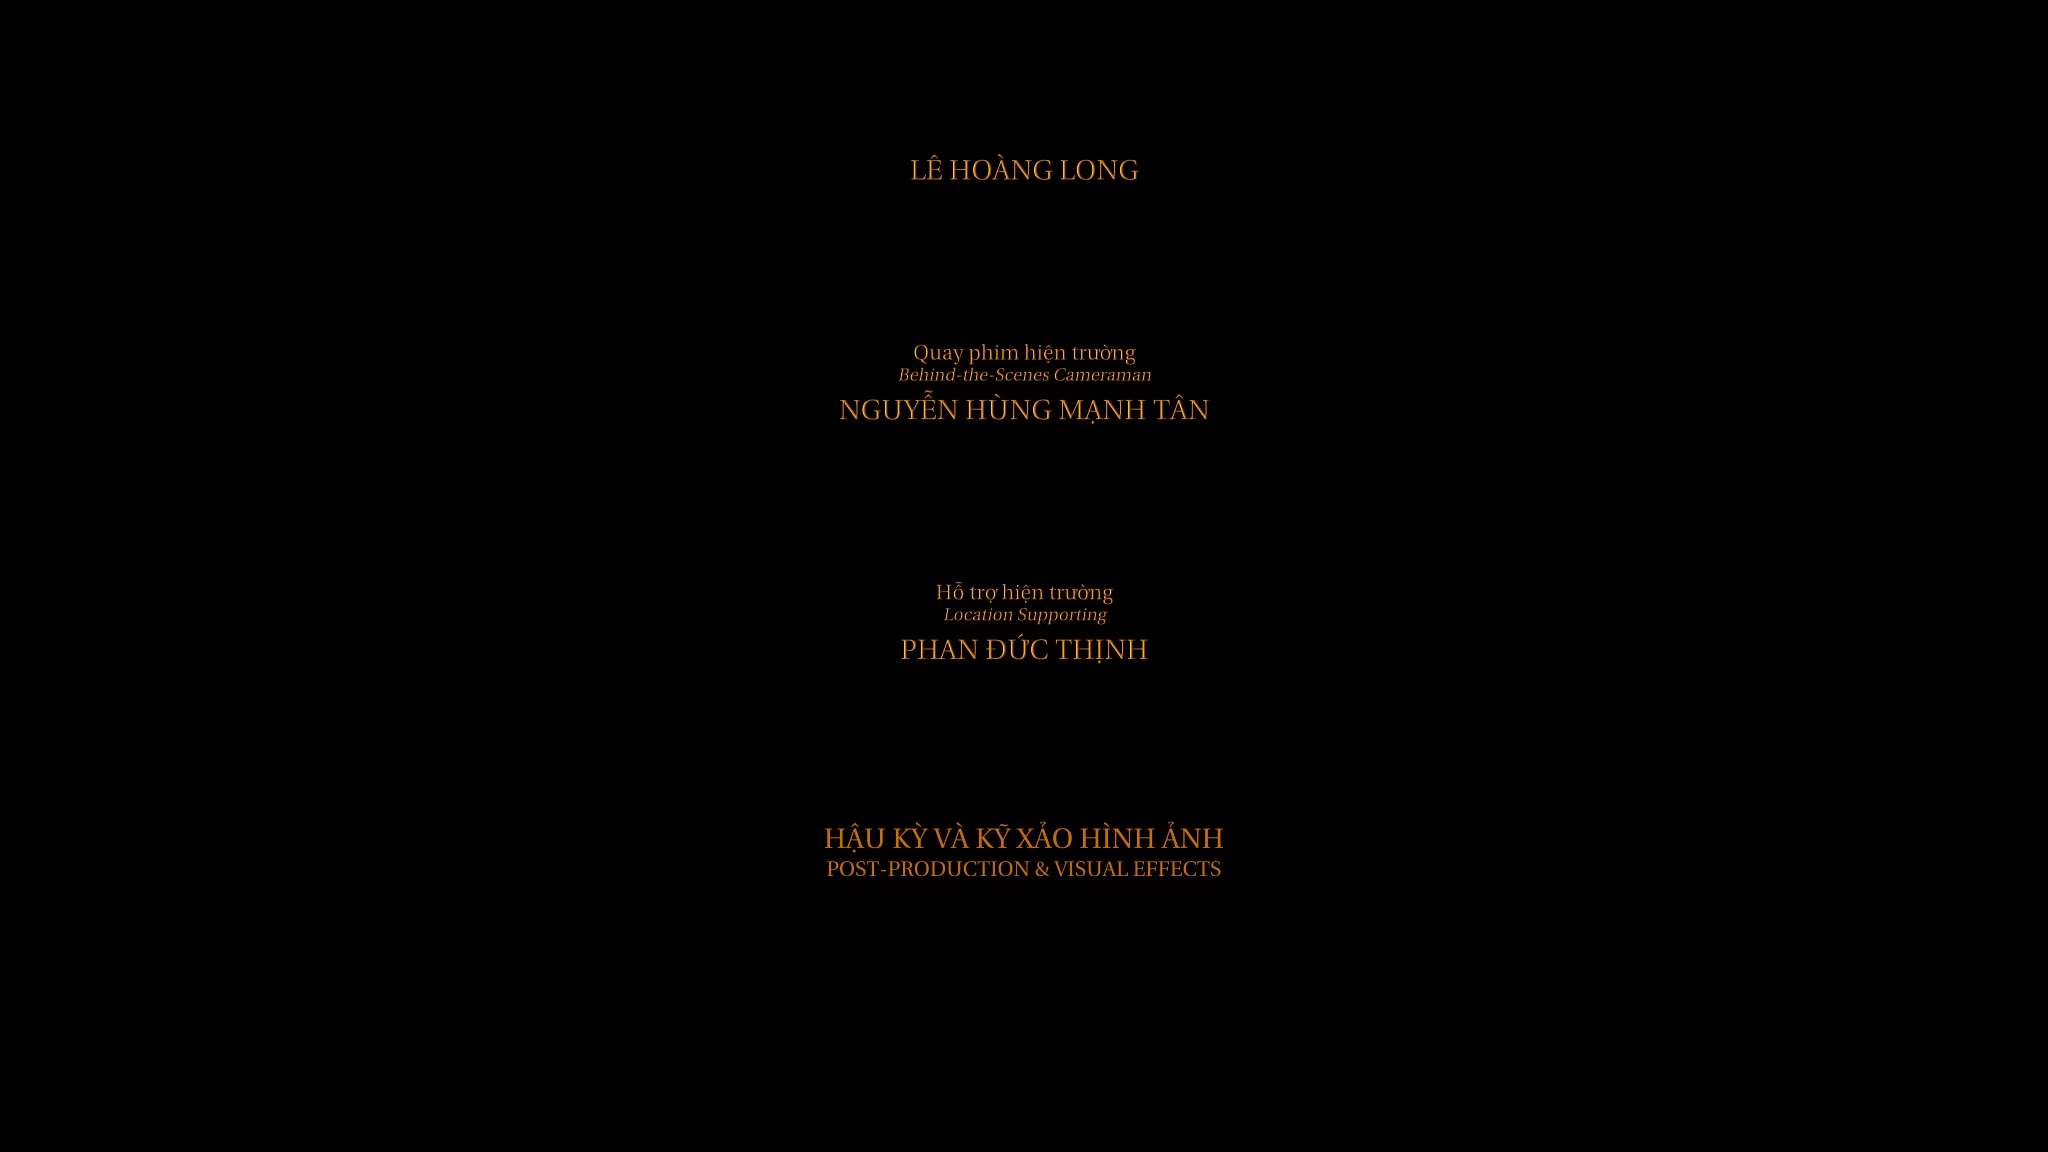 LÊ HOÀNG LONG
Quay phim hiện trường
Behind-the-Scenes Cameraman
NGUYỄN HÙNG MẠNH TÂN
Hỗ trợ hiện trường
Location Supporting
PHAN ĐỨC THỊNH
HẬU KỲ VÀ KỸ XẢO HÌNH ẢNH
POST-PRODUCTION & VISUAL EFFECTS